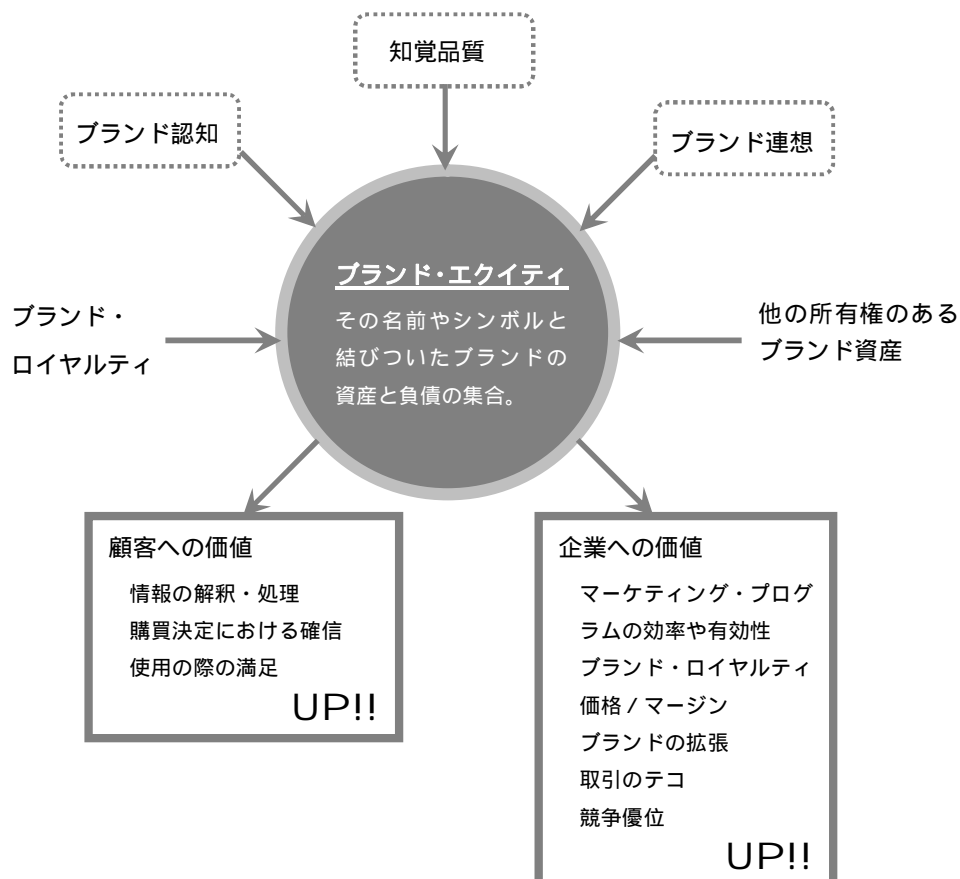 知覚品質
ブランド認知
ブランド連想
ブランド・エクイティ
その名前やシンボルと
結びついたブランドの
資産と負債の集合。
ブランド・
ロイヤルティ
他の所有権のある
ブランド資産
顧客への価値
情報の解釈・処理
購買決定における確信
使用の際の満足
UP!!
企業への価値
マーケティング・プログ
ラムの効率や有効性
ブランド・ロイヤルティ
価格/マージン
ブランドの拡張
取引のテコ
競争優位
UP!!